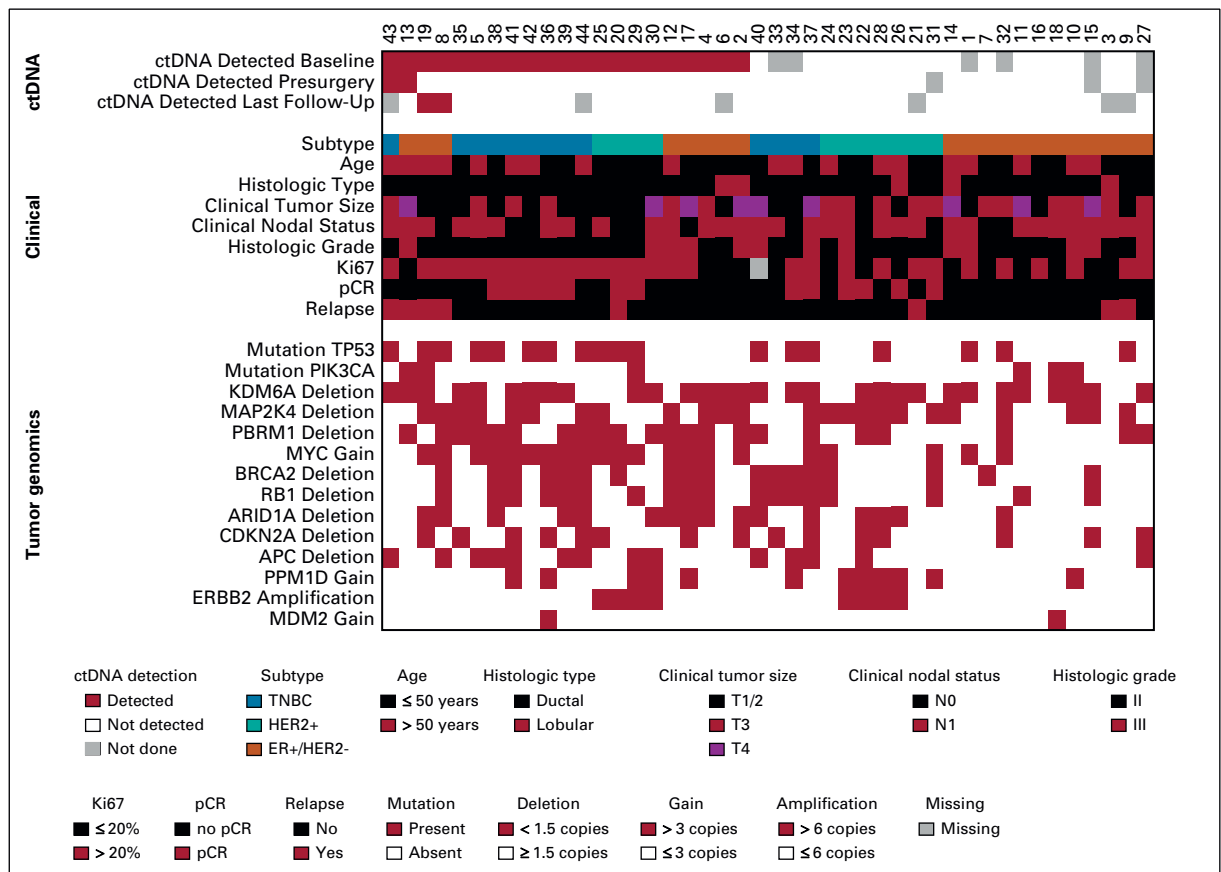 43 13 19 8 35 5 38 41 42 36 39 44 25 20 29 30 12 17 4 6 2 40 33 34 37 24 23 22 28 26 21 31 14 1 7 32 11 16 18 10 15 3 9 27
ctDNA
ctDNA Detected Baseline
ctDNA Detected Presurgery
ctDNA Detected Last Follow-Up
Clinical
Subtype
Age
Histologic Type
Clinical Tumor Size
Clinical Nodal Status
Histologic Grade
Ki67
pCR
Relapse
Tumor genomics
Mutation TP53
Mutation PIK3CA
KDM6A Deletion
MAP2K4 Deletion
PBRM1 Deletion
MYC Gain
BRCA2 Deletion
RB1 Deletion
ARID1A Deletion
CDKN2A Deletion
APC Deletion
PPM1D Gain
ERBB2 Amplification
MDM2 Gain
ctDNA detection Subtype Age Histologic type Clinical tumor size Clinical nodal status Histologic grade
Detected TNBC ≤ 50 years Ductal T1/2 N0 II
Not detected HER2+ > 50 years Lobular T3 N1 III
Not done ER+/HER2- T4
Ki67 pCR Relapse Mutation Deletion Gain Amplification Missing
≤ 20% no pCR No Present < 1.5 copies > 3 copies > 6 copies Missing
> 20% pCR Yes Absent ≥ 1.5 copies ≤ 3 copies ≤ 6 copies